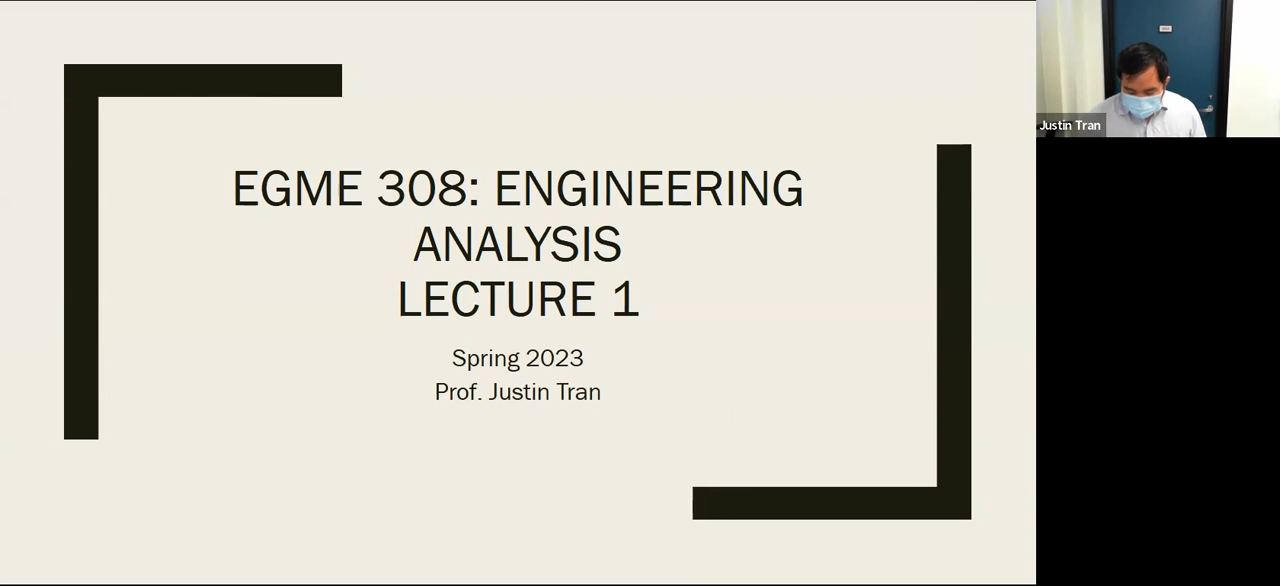 EGME 308: ENGINEERING
ANALYSIS
LECTURE 1
Spring 2023
Prof. Justin Tran
Justin Tran